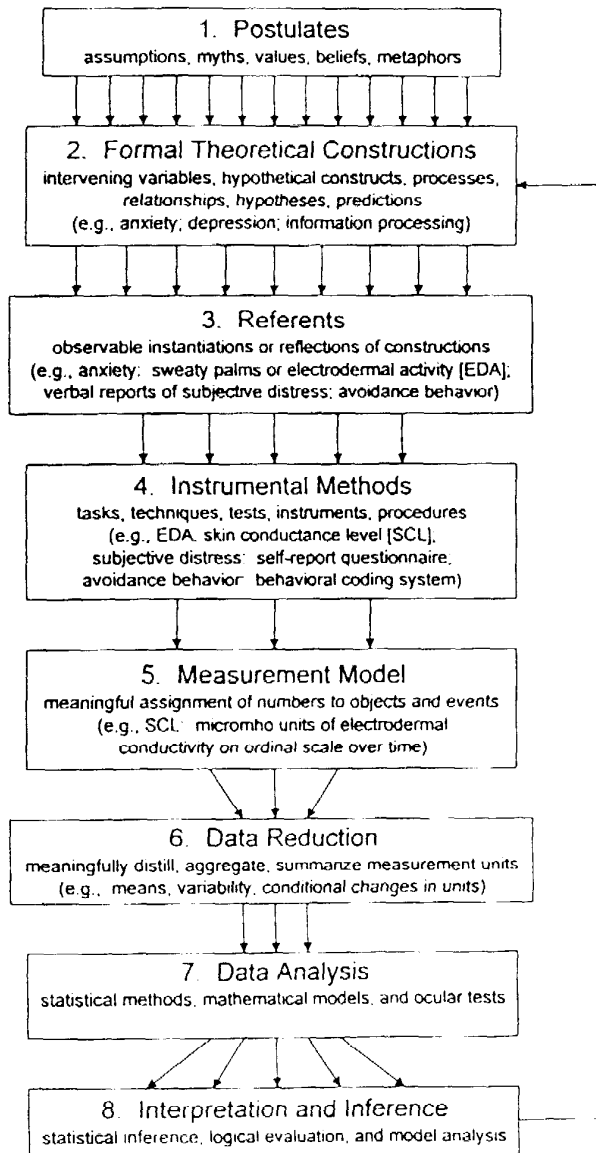 1. Postulates
assumptions, myths, values, beliefs, metaphors
2. Formal Theoretical Constructions
intervening variables, hypothetical constructs, processes,
relationships, hypotheses, predictions
(e.g., anxiety; depression; information processing)
3. Referents
observable instantiations or reflections of constructions
(e.g., anxiety: sweaty palms or electrodermal activity [EDA];
verbal reports of subjective distress; avoidance behavior)
4. Instrumental Methods
tasks, techniques, tests, instruments, procedures
(e.g., EDA: skin conductance level [SCL];
subjective distress: self-report questionnaire;
avoidance behavior: behavioral coding system)
5. Measurement Model
meaningful assignment of numbers to objects and events
(e.g., SCL: micromho units of electrodermal
conductivity on ordinal scale over time)
6. Data Reduction
meaningfully distill, aggregate, summarize measurement units
(e.g., means, variability, conditional changes in units)
7. Data Analysis
statistical methods, mathematical models, and ocular tests
8. Interpretation and Inference
statistical inference, logical evaluation, and model analysis